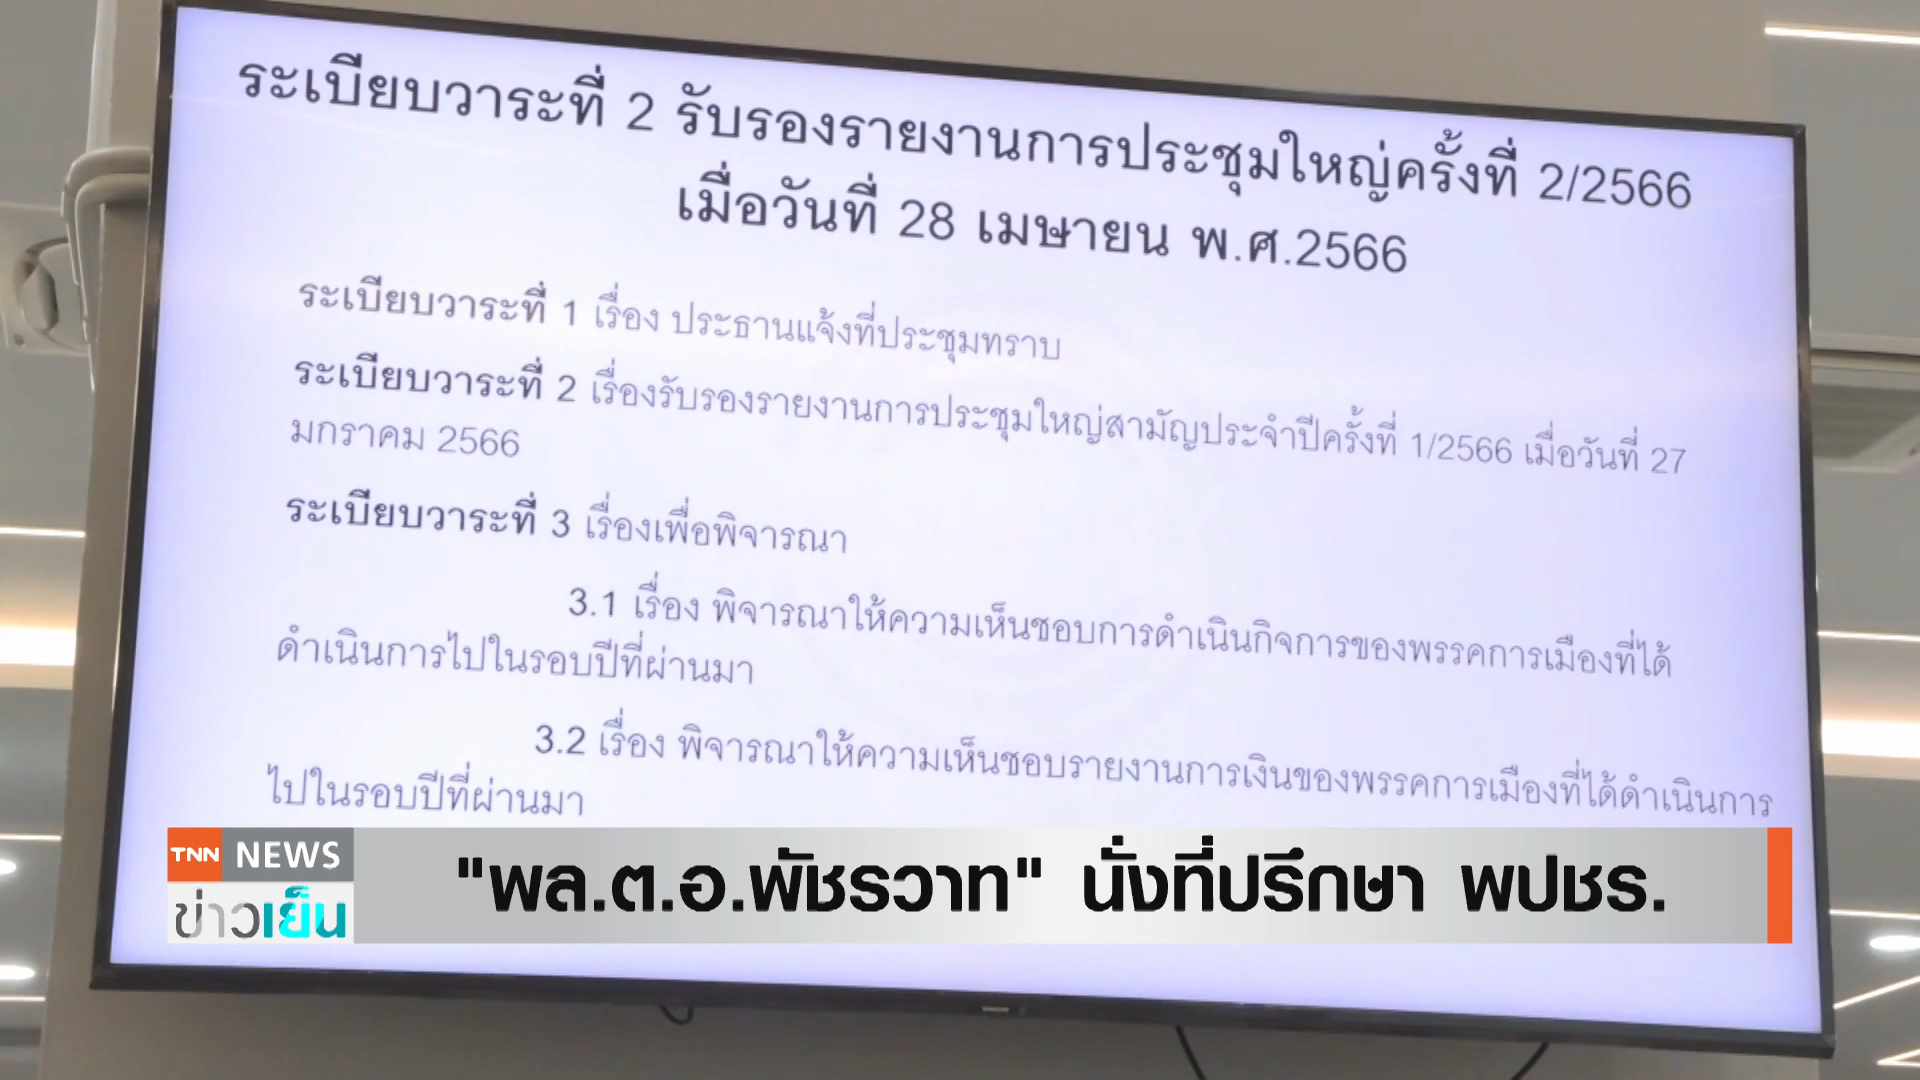 ระเบียบวาระที่ 2 รับรองรายงานการประชุมใหญ่ครั้งที่ 2/2566
เมื่อวันที่ 28 เมษายน พ.ศ.2566
ระเบียบวาระที่ 1 เรื่อง ประธานแจ้งที่ประชุมทราบ
ระเบียบวาระที่ 2 เรื่องรับรองรายงานการประชุมใหญ่สามัญประจำปีครั้งที่ 1/2566 เมื่อวันที่ 27
มกราคม 2566
ระเบียบวาระที่ 3 เรื่องเพื่อพิจารณา
3.1 เรื่อง พิจารณาให้ความเห็นชอบการดำเนินกิจการของพรรคการเมืองที่ได้
ดำเนินการไปในรอบปีที่ผ่านมา
3.2 เรื่อง พิจารณาให้ความเห็นชอบรายงานการเงินของพรรคการเมืองที่ได้ดำเนินการ
ไปในรอบปีที่ผ่านมา
TNN NEWS
ข่าวเย็น
"พล.ต.อ.พัชรวาท" นั่งที่ปรึกษา พปชร.